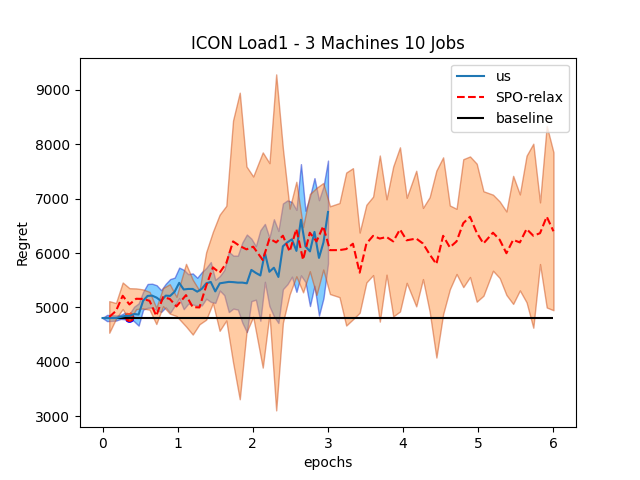 ICON Load1 - 3 Machines 10 Jobs
us
SPO-relax
baseline
Regret
9000
8000
7000
6000
5000
4000
3000
0 1 2 3 4 5 6
epochs